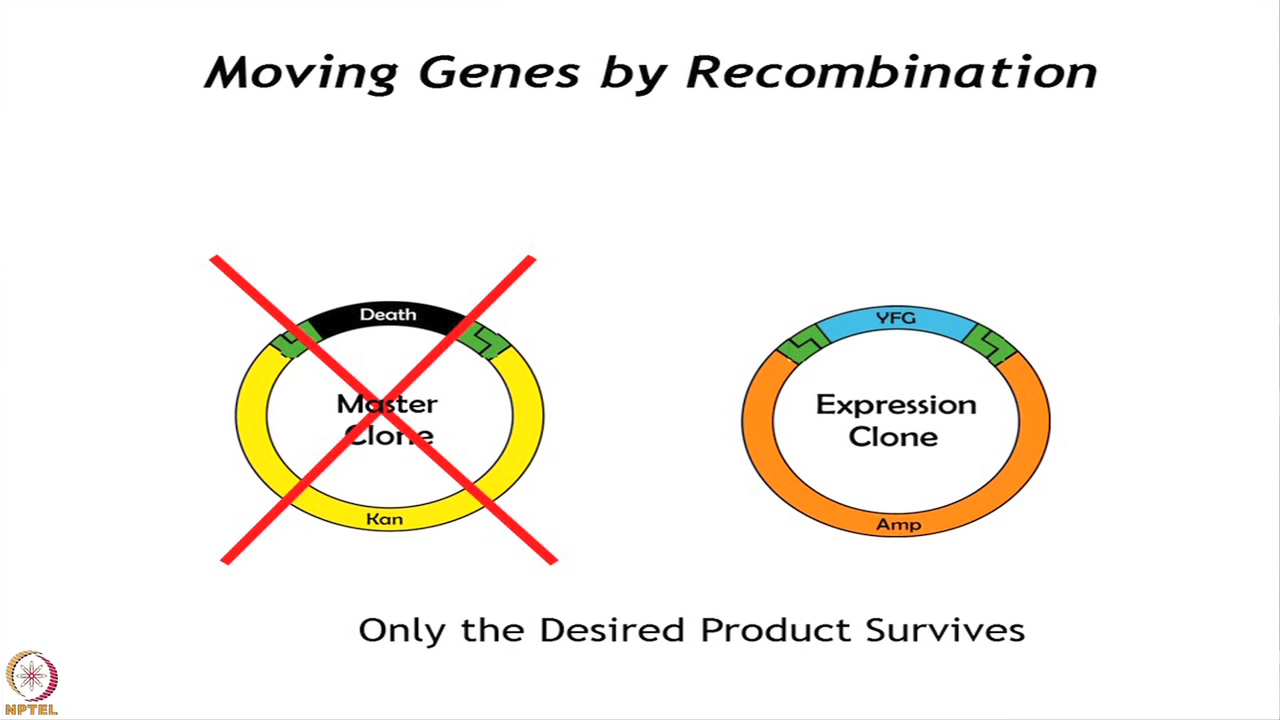 Moving Genes by Recombination
Death
Master
Clone
Kan
YFG
Expression
Clone
Amp
Only the Desired Product Survives
NPTEL